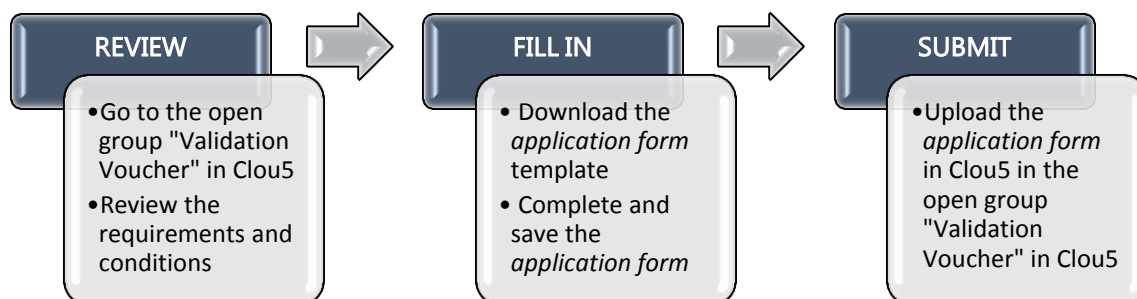 REVIEW
•Go to the open
group "Validation
Voucher" in Clou5
•Review the
requirements and
conditions
FILL IN
• Download the
application form
template
• Complete and
save the
application form
SUBMIT
•Upload the
application form
in Clou5 in the
open group
"Validation
Voucher" in Clou5